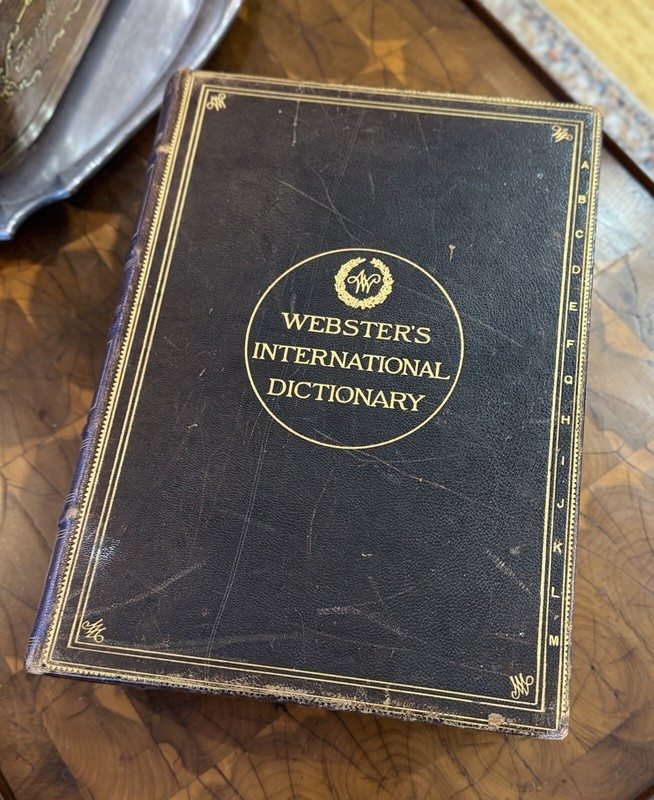 WEBSTER'S
INTERNATIONAL
DICTIONARY
A
B
C
D
E
F
G
H
I
J
K
L
M